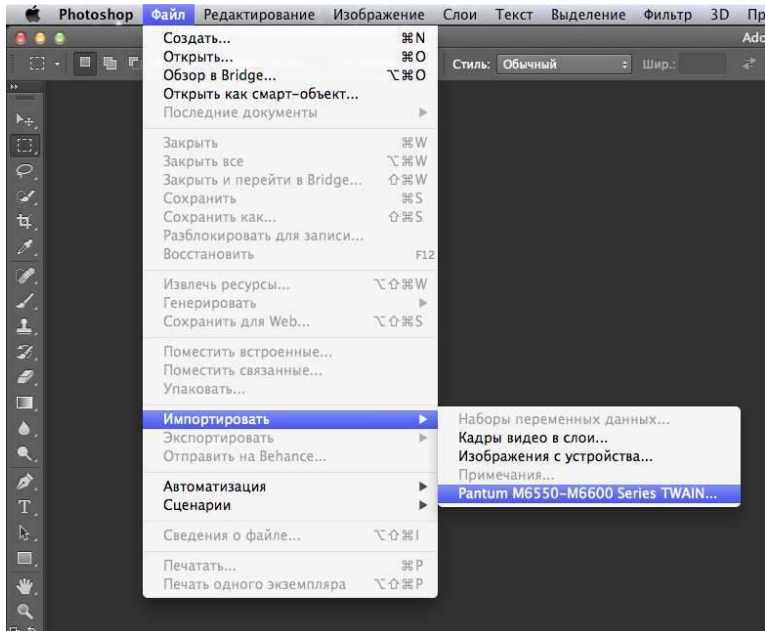 Photoshop Файл Редактирование Изображение Слои Текст Выделение Фильтр 3D Пр
Ado
Стиль: Обычный Шир.:
Создать... ⌘N
Открыть... ⌘O
Обзор в Bridge... ⌥⌘O
Открыть как смарт-объект...
Последние документы
Закрыть ⌘W
Закрыть все ⌥⌘W
Закрыть и перейти в Bridge... ⇧⌘W
Сохранить ⌘S
Сохранить как... ⇧⌘S
Разблокировать для записи...
Восстановить F12
Извлечь ресурсы... ⌥⇧⌘W
Генерировать
Сохранить для Web... ⌥⇧⌘S
Поместить встроенные...
Поместить связанные...
Упаковать...
Импортировать
Экспортировать
Отправить на Behance...
Автоматизация
Сценарии
Сведения о файле... ⌥⇧⌘I
Печатать... ⌘P
Печать одного экземпляра ⌥⇧⌘P
Наборы переменных данных...
Кадры видео в слои...
Изображения с устройства...
Примечания...
Pantum M6550-M6600 Series TWAIN...